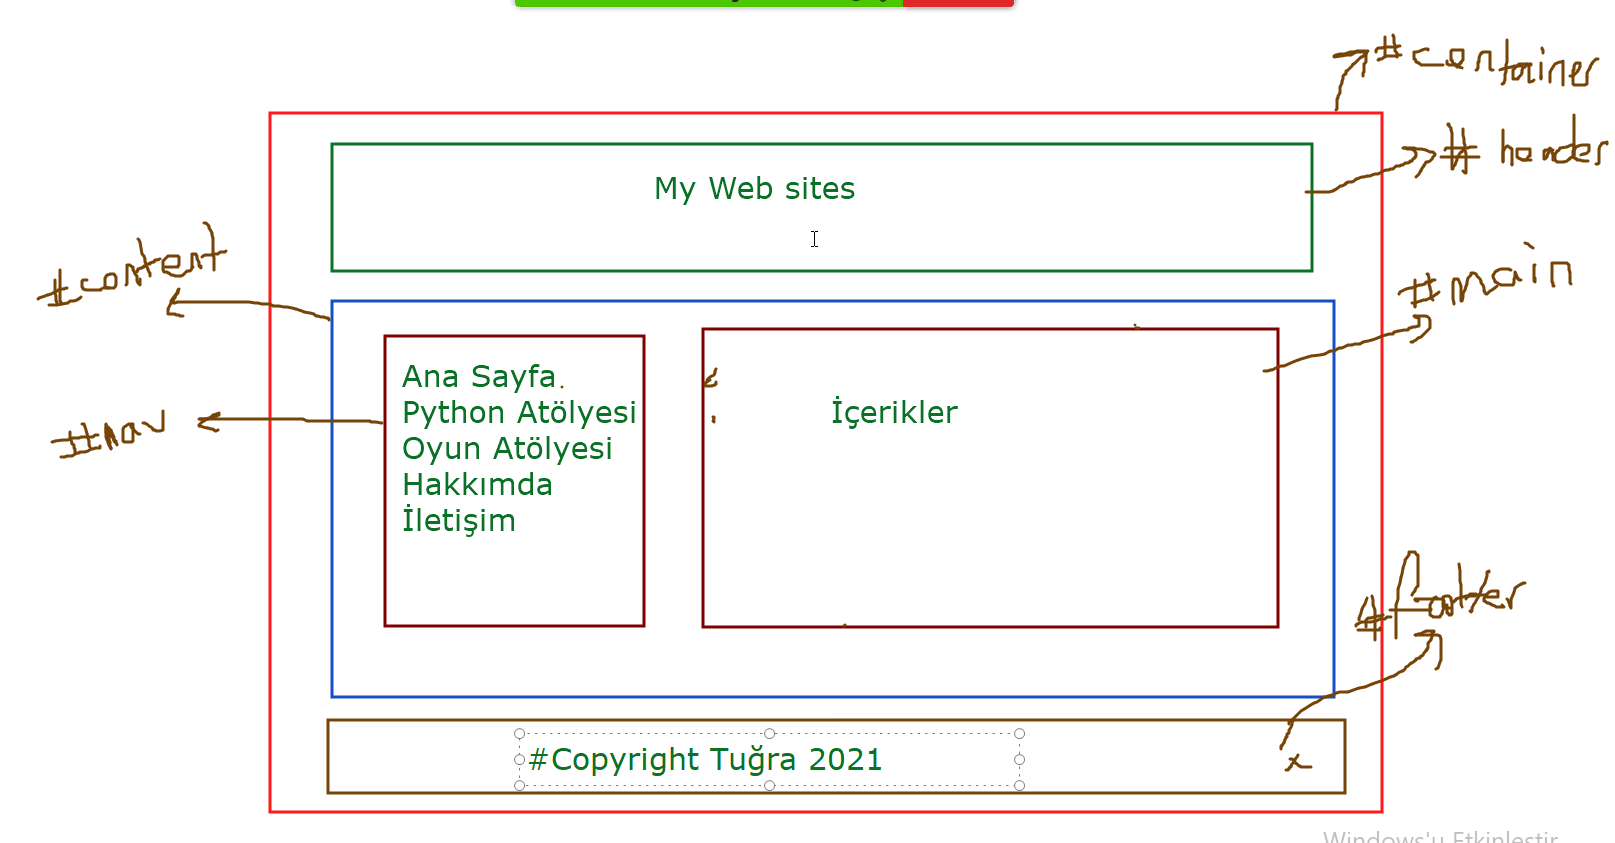 #container
My Web sites
# header
#content
#main
Ana Sayfa.
Python Atölyesi
Oyun Atölyesi
Hakkımda
İletişim
İçerikler
#nav
#footer
#Copyright Tuğra 2021
x
Windows'u Etkinleştir